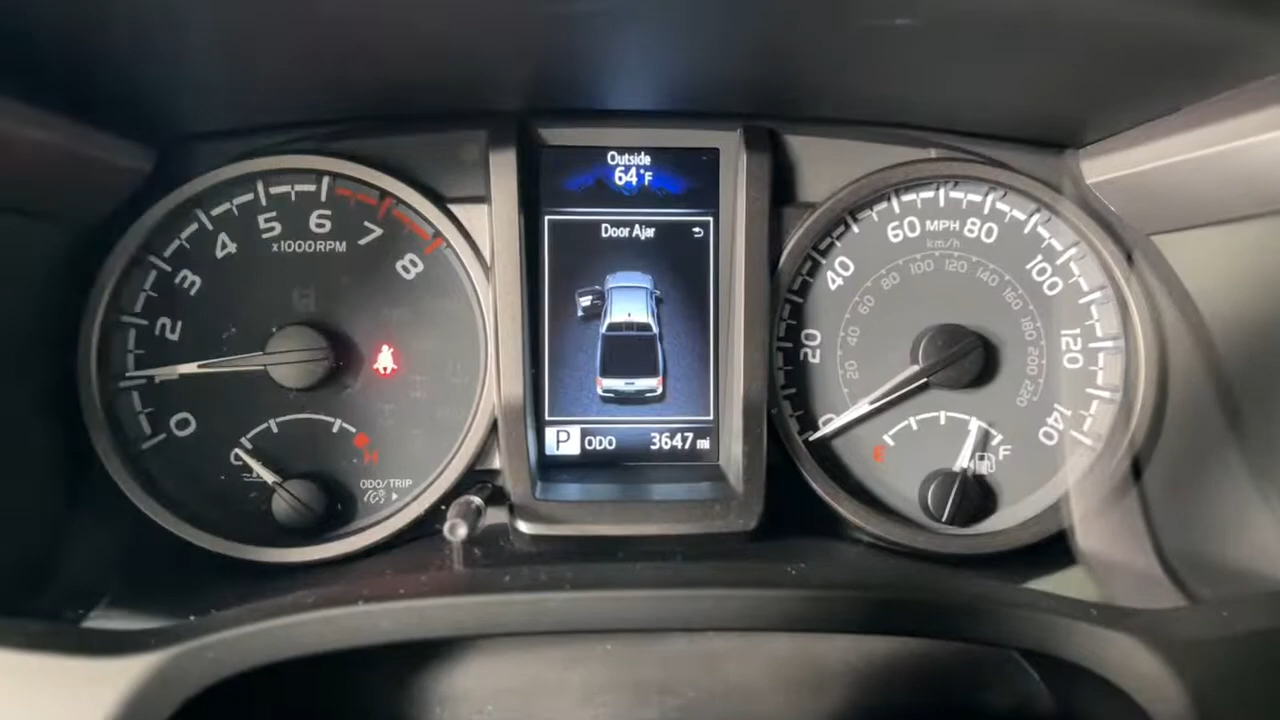 Outside
64°F
Door Ajar
P ODO 3647 mi
0 2 3 4 5 6 7 8
x1000RPM
H
ODO/TRIP
0 20 40 60 MPH 80 100 120 140
km/h
20 40 60 80 100 120 140 160 180 200 220
E F